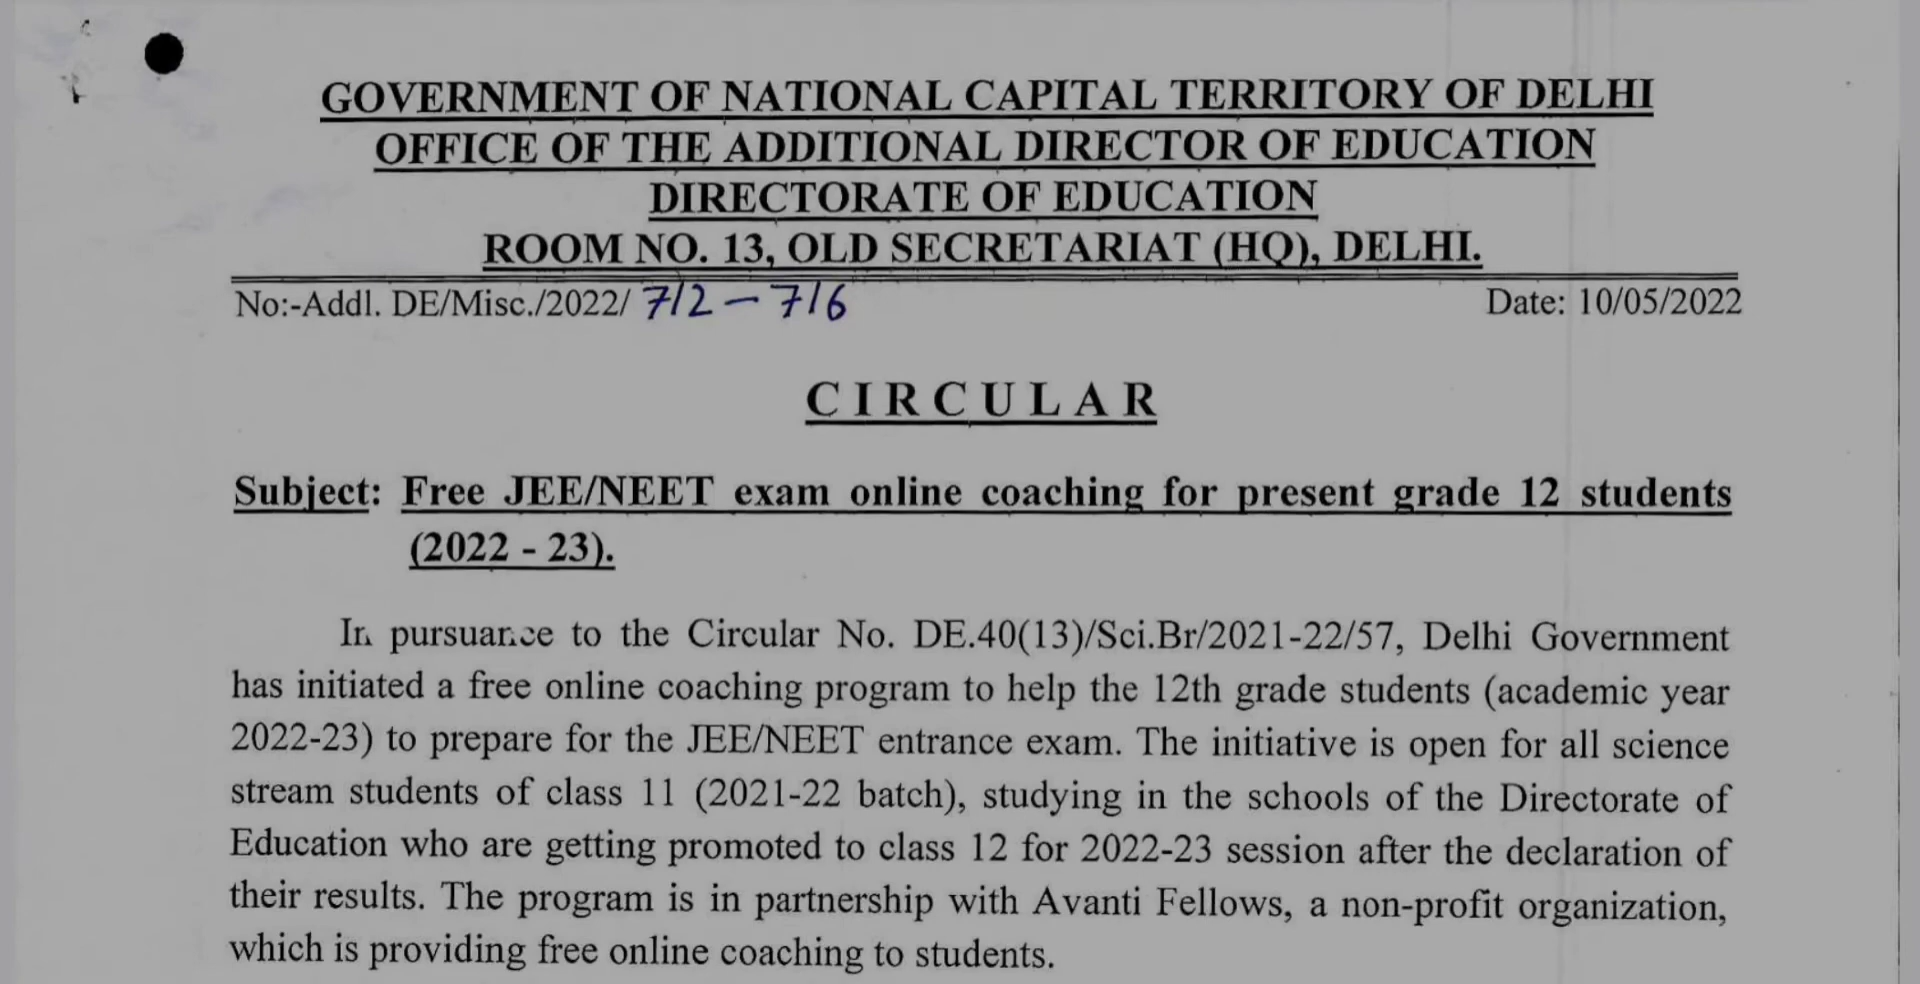 GOVERNMENT OF NATIONAL CAPITAL TERRITORY OF DELHI
OFFICE OF THE ADDITIONAL DIRECTOR OF EDUCATION
DIRECTORATE OF EDUCATION
ROOM NO. 13, OLD SECRETARIAT (HQ), DELHI.
No:-Addl. DE/Misc./2022/ 712 – 716 Date: 10/05/2022
CIRCULAR
Subject: Free JEE/NEET exam online coaching for present grade 12 students
(2022 - 23).
In pursuance to the Circular No. DE.40(13)/Sci.Br/2021-22/57, Delhi Government
has initiated a free online coaching program to help the 12th grade students (academic year
2022-23) to prepare for the JEE/NEET entrance exam. The initiative is open for all science
stream students of class 11 (2021-22 batch), studying in the schools of the Directorate of
Education who are getting promoted to class 12 for 2022-23 session after the declaration of
their results. The program is in partnership with Avanti Fellows, a non-profit organization,
which is providing free online coaching to students.